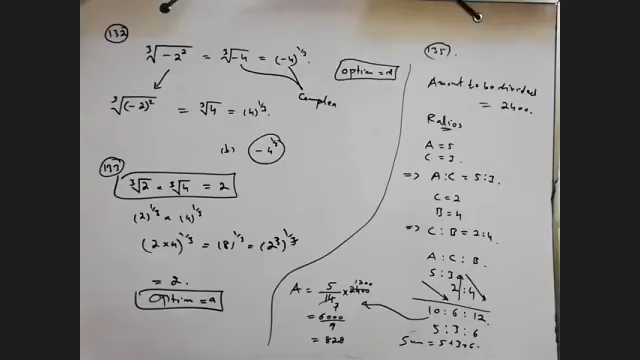 132
∛-2² = ∛-4 = (-4)^1/3
Complex
option = d
∛(-2)² = ∛4 = (4)^1/3
(b) -4^1/3
133
∛2 × ∛4 = 2
(2)^1/3 × (4)^1/3
(2×4)^1/3 = (8)^1/3 = (2³)^1/3
= 2.
Option = a
135.
Amount to be divided
= 2400.
Ratios
A = 5
C = 3.
⇒ A : C = 5 : 3.
C = 2
B = 4
⇒ C : B = 2 : 4.
A : C : B.
5 : 3
2 : 4
10 : 6 : 12
5 : 3 : 6
Sum = 5+3+6.
A = 5/14 × 2400
7 1200
= 6000/7
= 828